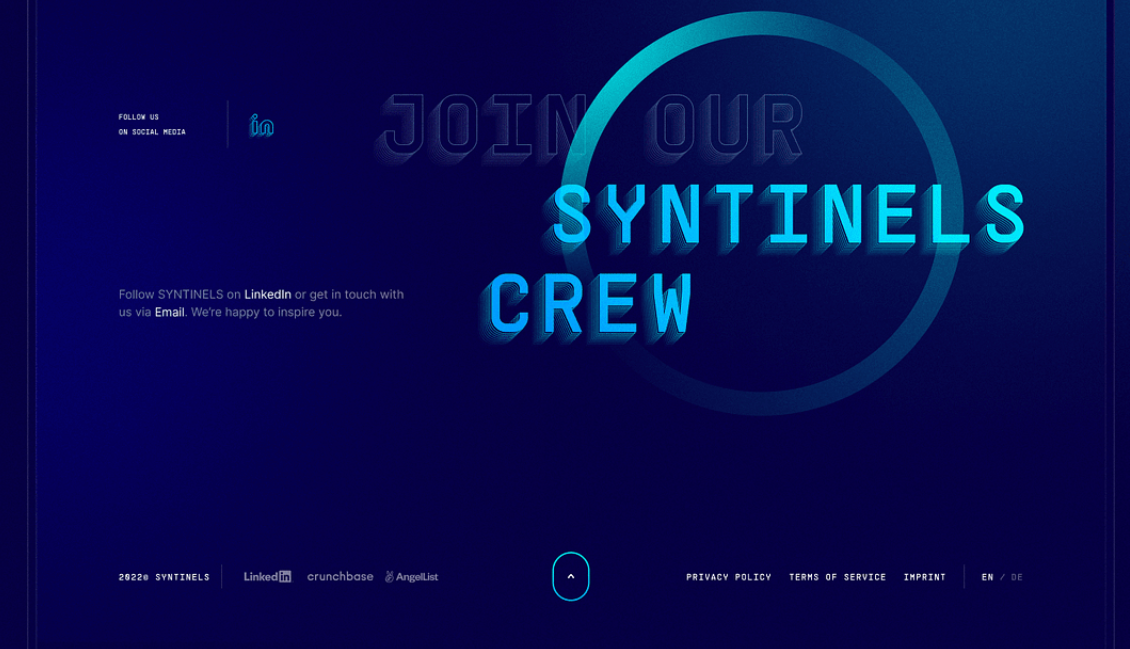 FOLLOW US
ON SOCIAL MEDIA
in
JOIN OUR
SYNTINELS
CREW
Follow SYNTINELS on LinkedIn or get in touch with
us via Email. We're happy to inspire you.
2022© SYNTINELS
LinkedIn
crunchbase
AngelList
PRIVACY POLICY
TERMS OF SERVICE
IMPRINT
EN / DE